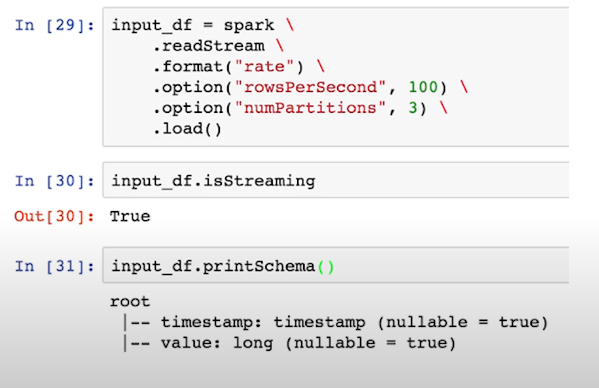 In [29]: input_df = spark \
.readStream \
.format("rate") \
.option("rowsPerSecond", 100) \
.option("numPartitions", 3) \
.load()
In [30]: input_df.isStreaming
Out[30]: True
In [31]: input_df.printSchema()
root
|-- timestamp: timestamp (nullable = true)
|-- value: long (nullable = true)